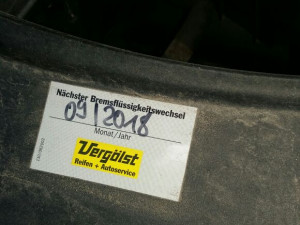 Nächster Bremsflüssigkeitswechsel
09/2018
Monat/Jahr
Vergölst
Reifen + Autoservice